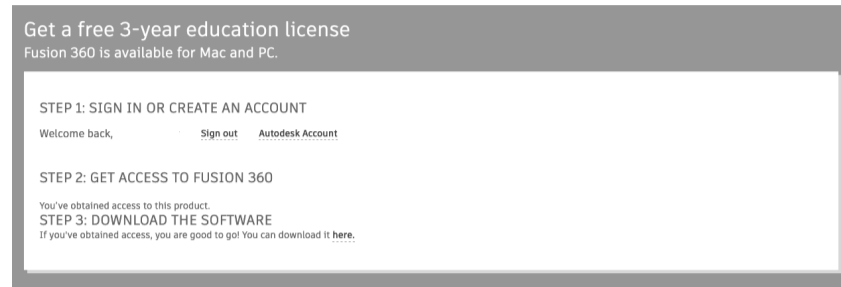 Get a free 3-year education license
Fusion 360 is available for Mac and PC.
STEP 1: SIGN IN OR CREATE AN ACCOUNT
Welcome back, Sign out Autodesk Account
STEP 2: GET ACCESS TO FUSION 360
You've obtained access to this product.
STEP 3: DOWNLOAD THE SOFTWARE
If you've obtained access, you are good to go! You can download it here.